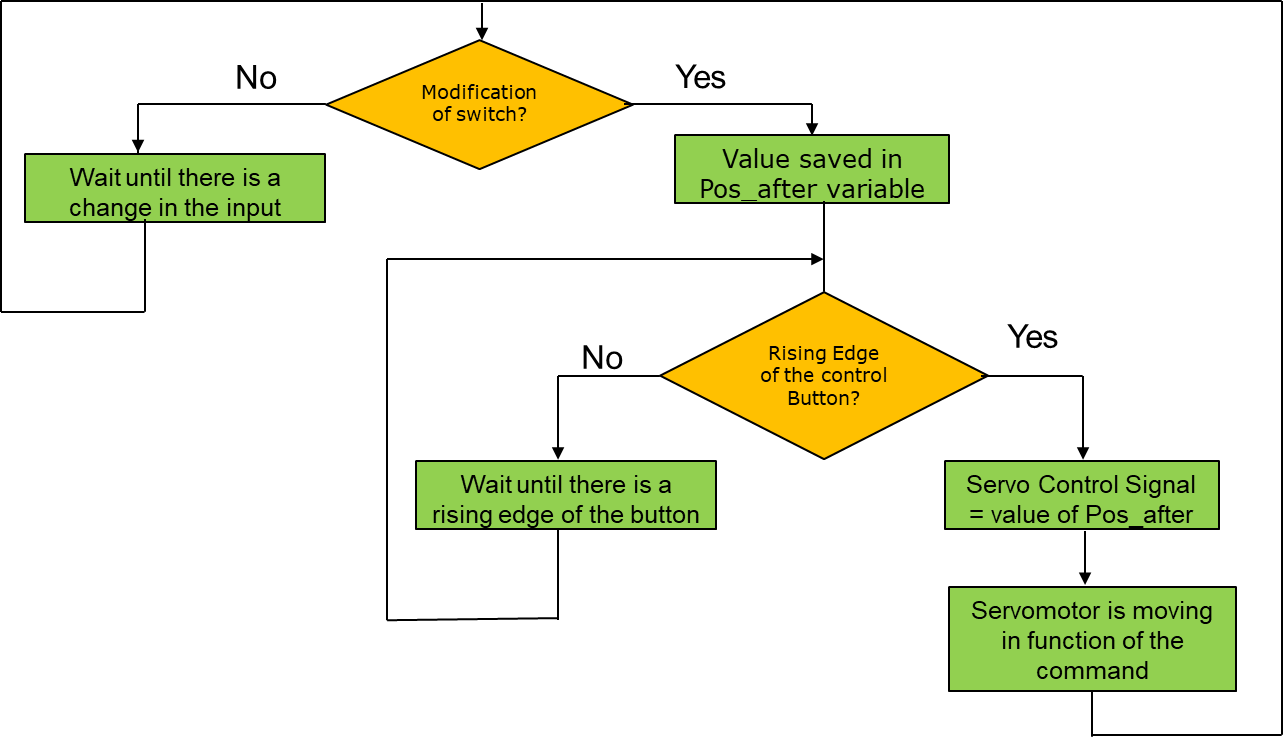 No
Yes
Modification
of switch?
Wait until there is a
change in the input
Value saved in
Pos_after variable
No
Yes
Rising Edge
of the control
Button?
Wait until there is a
rising edge of the button
Servo Control Signal
= value of Pos_after
Servomotor is moving
in function of the
command